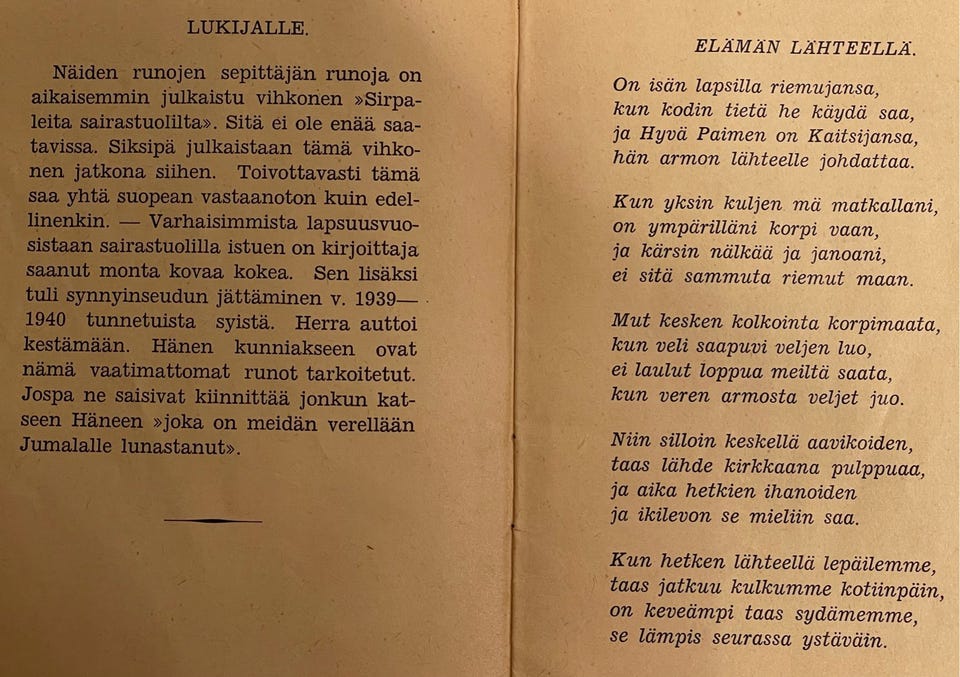 LUKIJALLE.
Näiden runojen sepittäjän runoja on
aikaisemmin julkaistu vihkonen »Sirpa-
leita sairastuolilta». Sitä ei ole enää saa-
tavissa. Siksipä julkaistaan tämä vihko-
nen jatkona siihen. Toivottavasti tämä
saa yhtä suopean vastaanoton kuin edel-
linenkin. — Varhaisimmista lapsuusvuo-
sistaan sairastuolilla istuen on kirjoittaja
saanut monta kovaa kokea. Sen lisäksi
tuli synnyinseudun jättäminen v. 1939—
1940 tunnetuista syistä. Herra auttoi
kestämään. Hänen kunniakseen ovat
nämä vaatimattomat runot tarkoitetut.
Jospa ne saisivat kiinnittää jonkun kat-
seen Häneen »joka on meidän verellään
Jumalalle lunastanut».
ELÄMÄN LÄHTEELLÄ.
On isän lapsilla riemujansa,
kun kodin tietä he käydä saa,
ja Hyvä Paimen on Kaitsijansa,
hän armon lähteelle johdattaa.
Kun yksin kuljen mä matkallani,
on ympärilläni korpi vaan,
ja kärsin nälkää ja janoani,
ei sitä sammuta riemut maan.
Mut kesken kolkointa korpimaata,
kun veli saapuvi veljen luo,
ei laulut loppua meiltä saata,
kun veren armosta veljet juo.
Niin silloin keskellä aavikoiden,
taas lähde kirkkaana pulppuaa,
ja aika hetkien ihanoiden
ja ikilevon se mieliin saa.
Kun hetken lähteellä lepäilemme,
taas jatkuu kulkumme kotiinpäin,
on keveämpi taas sydämemme,
se lämpis seurassa ystäväin.